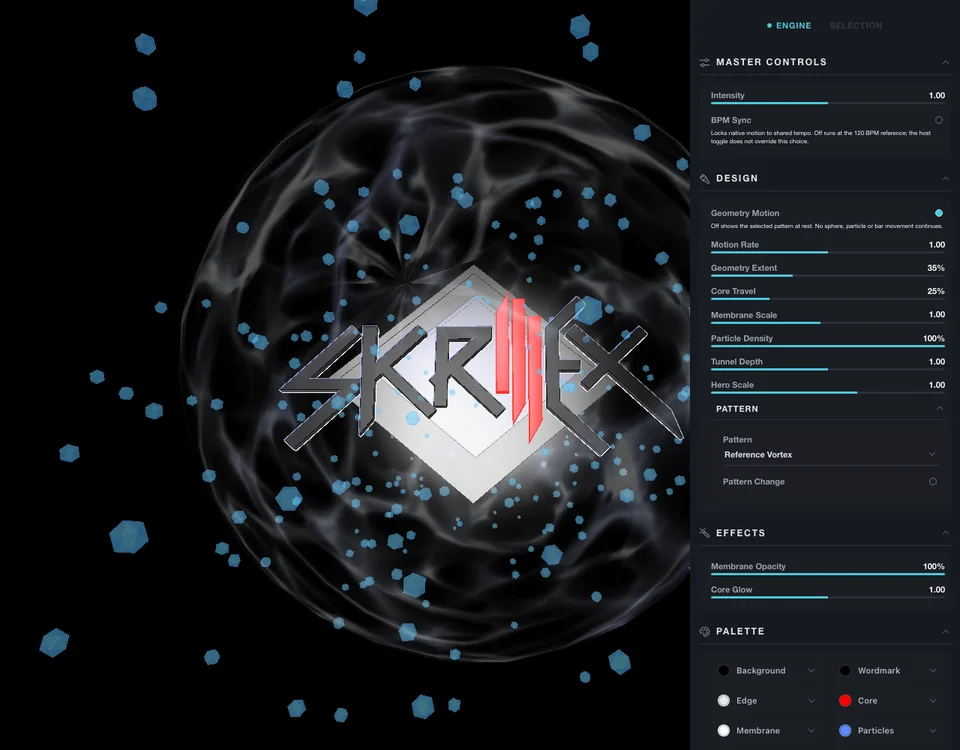 SKRILLEX
ENGINE
SELECTION
MASTER CONTROLS
Intensity 1.00
BPM Sync
Locks native motion to shared tempo. Off runs at the 120 BPM reference; the host
toggle does not override this choice.
DESIGN
Geometry Motion
Off shows the selected pattern at rest. No sphere, particle or bar movement continues.
Motion Rate 1.00
Geometry Extent 35%
Core Travel 25%
Membrane Scale 1.00
Particle Density 100%
Tunnel Depth 1.00
Hero Scale 1.00
PATTERN
Pattern
Reference Vortex
Pattern Change
EFFECTS
Membrane Opacity 100%
Core Glow 1.00
PALETTE
Background Wordmark
Edge Core
Membrane Particles